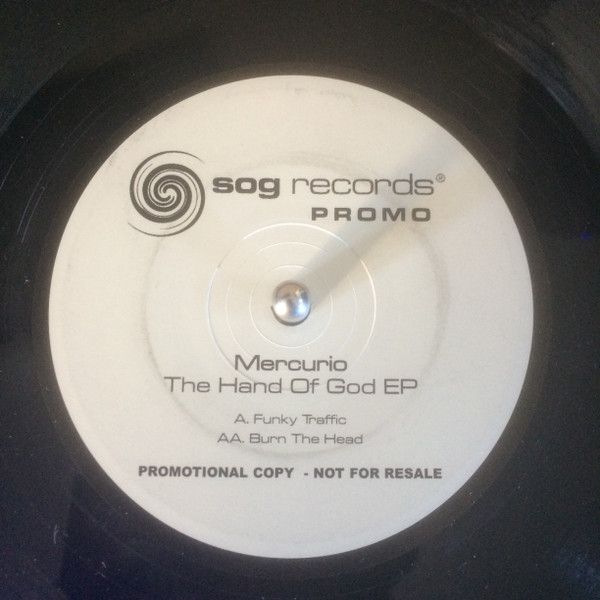 sog records®
PROMO
Mercurio
The Hand Of God EP
A. Funky Traffic
AA. Burn The Head
PROMOTIONAL COPY - NOT FOR RESALE